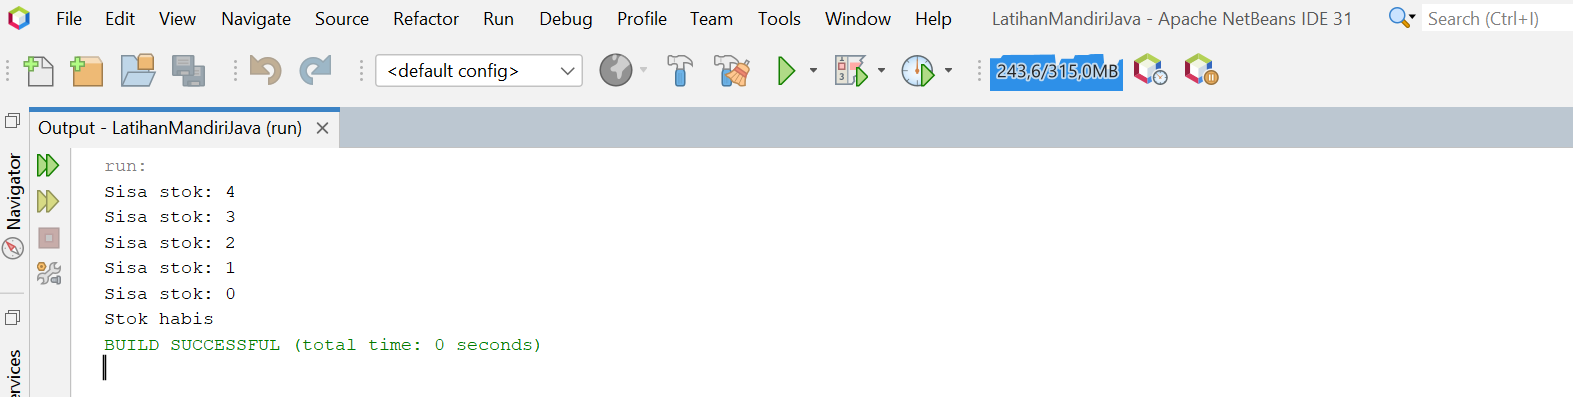 File Edit View Navigate Source Refactor Run Debug Profile Team Tools Window Help LatihanMandiriJava - Apache NetBeans IDE 31 Search (Ctrl+I)
<default config> 243,6/315,0MB
Output - LatihanMandiriJava (run)
Navigator
run:
Sisa stok: 4
Sisa stok: 3
Sisa stok: 2
Sisa stok: 1
Sisa stok: 0
Stok habis
BUILD SUCCESSFUL (total time: 0 seconds)